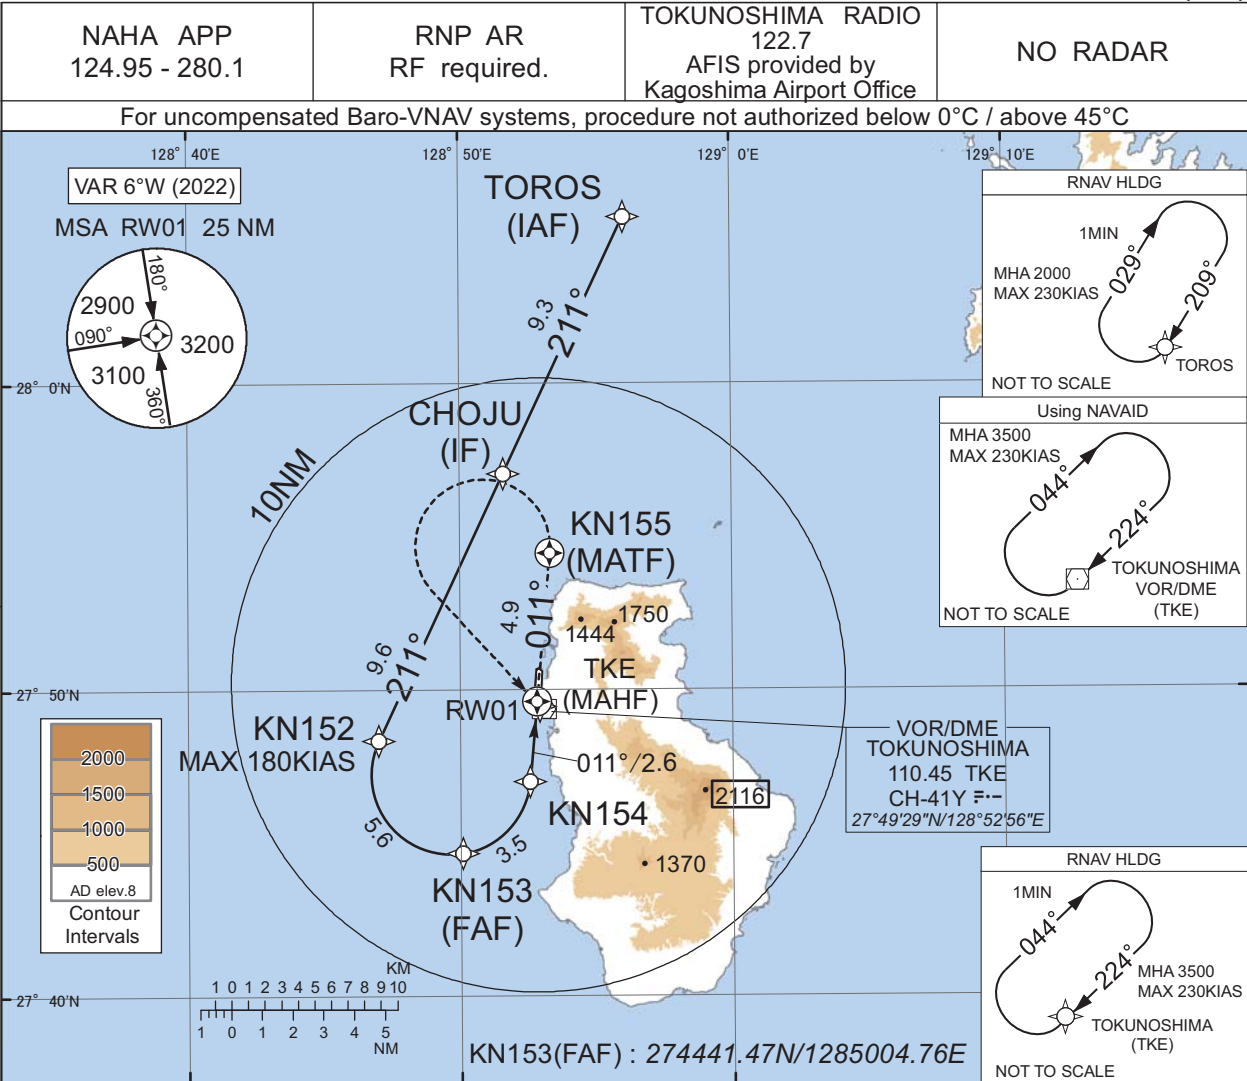 NAHA APP
124.95 - 280.1
RNP AR
RF required.
TOKUNOSHIMA RADIO
122.7
AFIS provided by
Kagoshima Airport Office
NO RADAR
For uncompensated Baro-VNAV systems, procedure not authorized below 0°C / above 45°C
128° 40'E
128° 50'E
129° 0'E
129° 10'E
VAR 6°W (2022)
MSA RW01 25 NM
180°
2900
090°
3200
3100
360°
TOROS
(IAF)
9.3
211°
28° 0'N
CHOJU
(IF)
10NM
KN155
(MATF)
4.9
011°
1444
1750
9.6
211°
TKE
(MAHF)
27° 50'N
RW01
KN152
MAX 180KIAS
011°/2.6
KN154
2116
5.6
3.5
1370
KN153
(FAF)
VOR/DME
TOKUNOSHIMA
110.45 TKE
CH-41Y
27°49'29"N/128°52'56"E
RNAV HLDG
1MIN
029°
209°
MHA 2000
MAX 230KIAS
TOROS
NOT TO SCALE
Using NAVAID
MHA 3500
MAX 230KIAS
044°
224°
TOKUNOSHIMA
VOR/DME
(TKE)
NOT TO SCALE
RNAV HLDG
1MIN
044°
224°
MHA 3500
MAX 230KIAS
TOKUNOSHIMA
(TKE)
NOT TO SCALE
2000
1500
1000
500
AD elev.8
Contour
Intervals
27° 40'N
KM
1 0 1 2 3 4 5 6 7 8 9 10
1 0 1 2 3 4 5
NM
KN153(FAF) : 274441.47N/1285004.76E